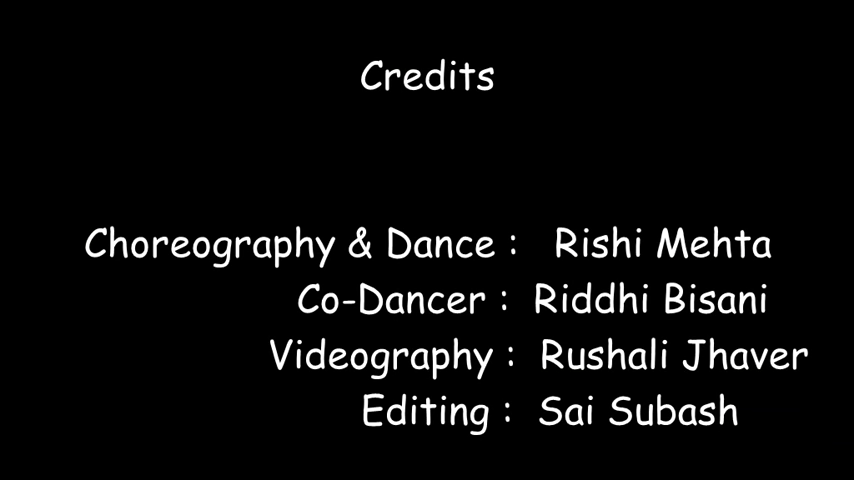 Credits
Choreography & Dance : Rishi Mehta
Co-Dancer : Riddhi Bisani
Videography : Rushali Jhaver
Editing : Sai Subash